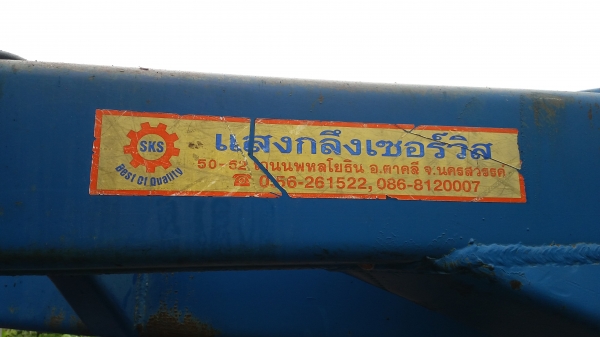 SKS
Best Of Quality
แสงกลึงเซอร์วิส
50-52 ถนนพหลโยธิน อ.ตาคลี จ.นครสวรรค์
☎ 0-56-261522, 086-8120007